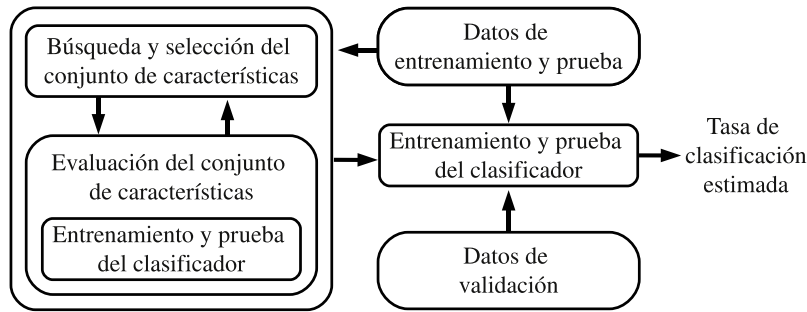 Búsqueda y selección del
conjunto de características
Evaluación del conjunto
de características
Entrenamiento y prueba
del clasificador
Datos de
entrenamiento y prueba
Entrenamiento y prueba
del clasificador
Datos de
validación
Tasa de
clasificación
estimada